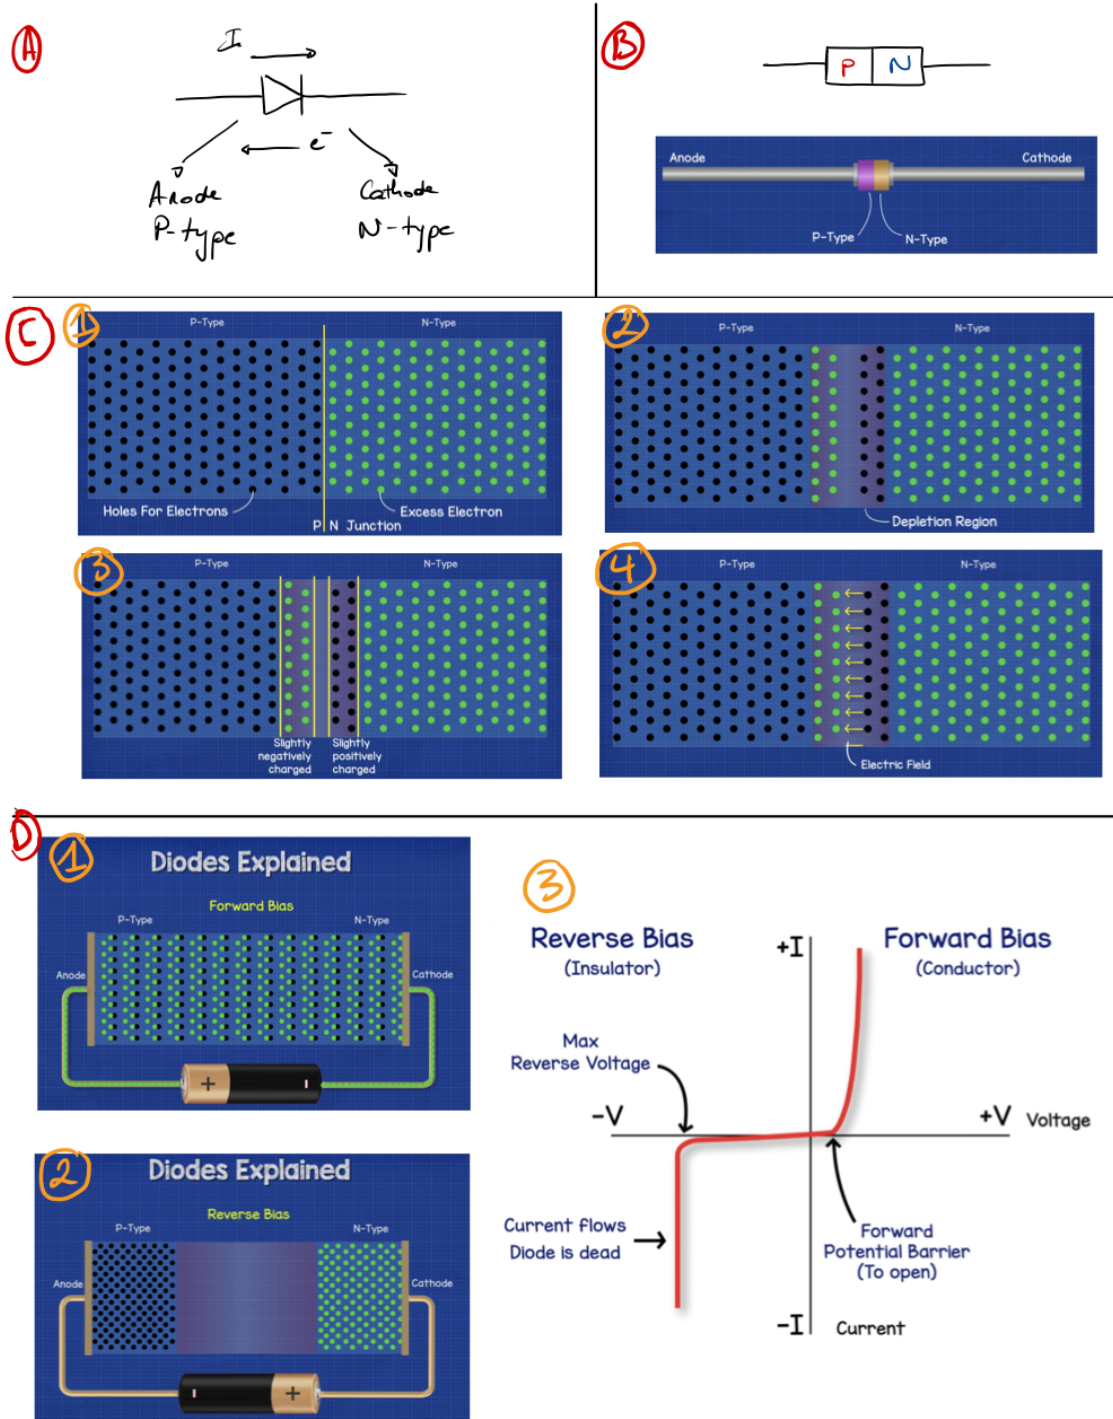 A
I
e⁻
Anode
P-type
Cathode
N-type
B
P N
Anode
Cathode
P-Type
N-Type
C
1
P-Type
N-Type
Holes For Electrons
Excess Electron
P N Junction
2
P-Type
N-Type
Depletion Region
3
P-Type
N-Type
Slightly
negatively
charged
Slightly
positively
charged
4
P-Type
N-Type
Electric Field
D
1
Diodes Explained
Forward Bias
P-Type
N-Type
Anode
Cathode
+ -
2
Diodes Explained
Reverse Bias
P-Type
N-Type
Anode
Cathode
- +
3
Reverse Bias
(Insulator)
+I
Forward Bias
(Conductor)
Max
Reverse Voltage
-V
+V Voltage
Current flows
Diode is dead
Forward
Potential Barrier
(To open)
-I Current